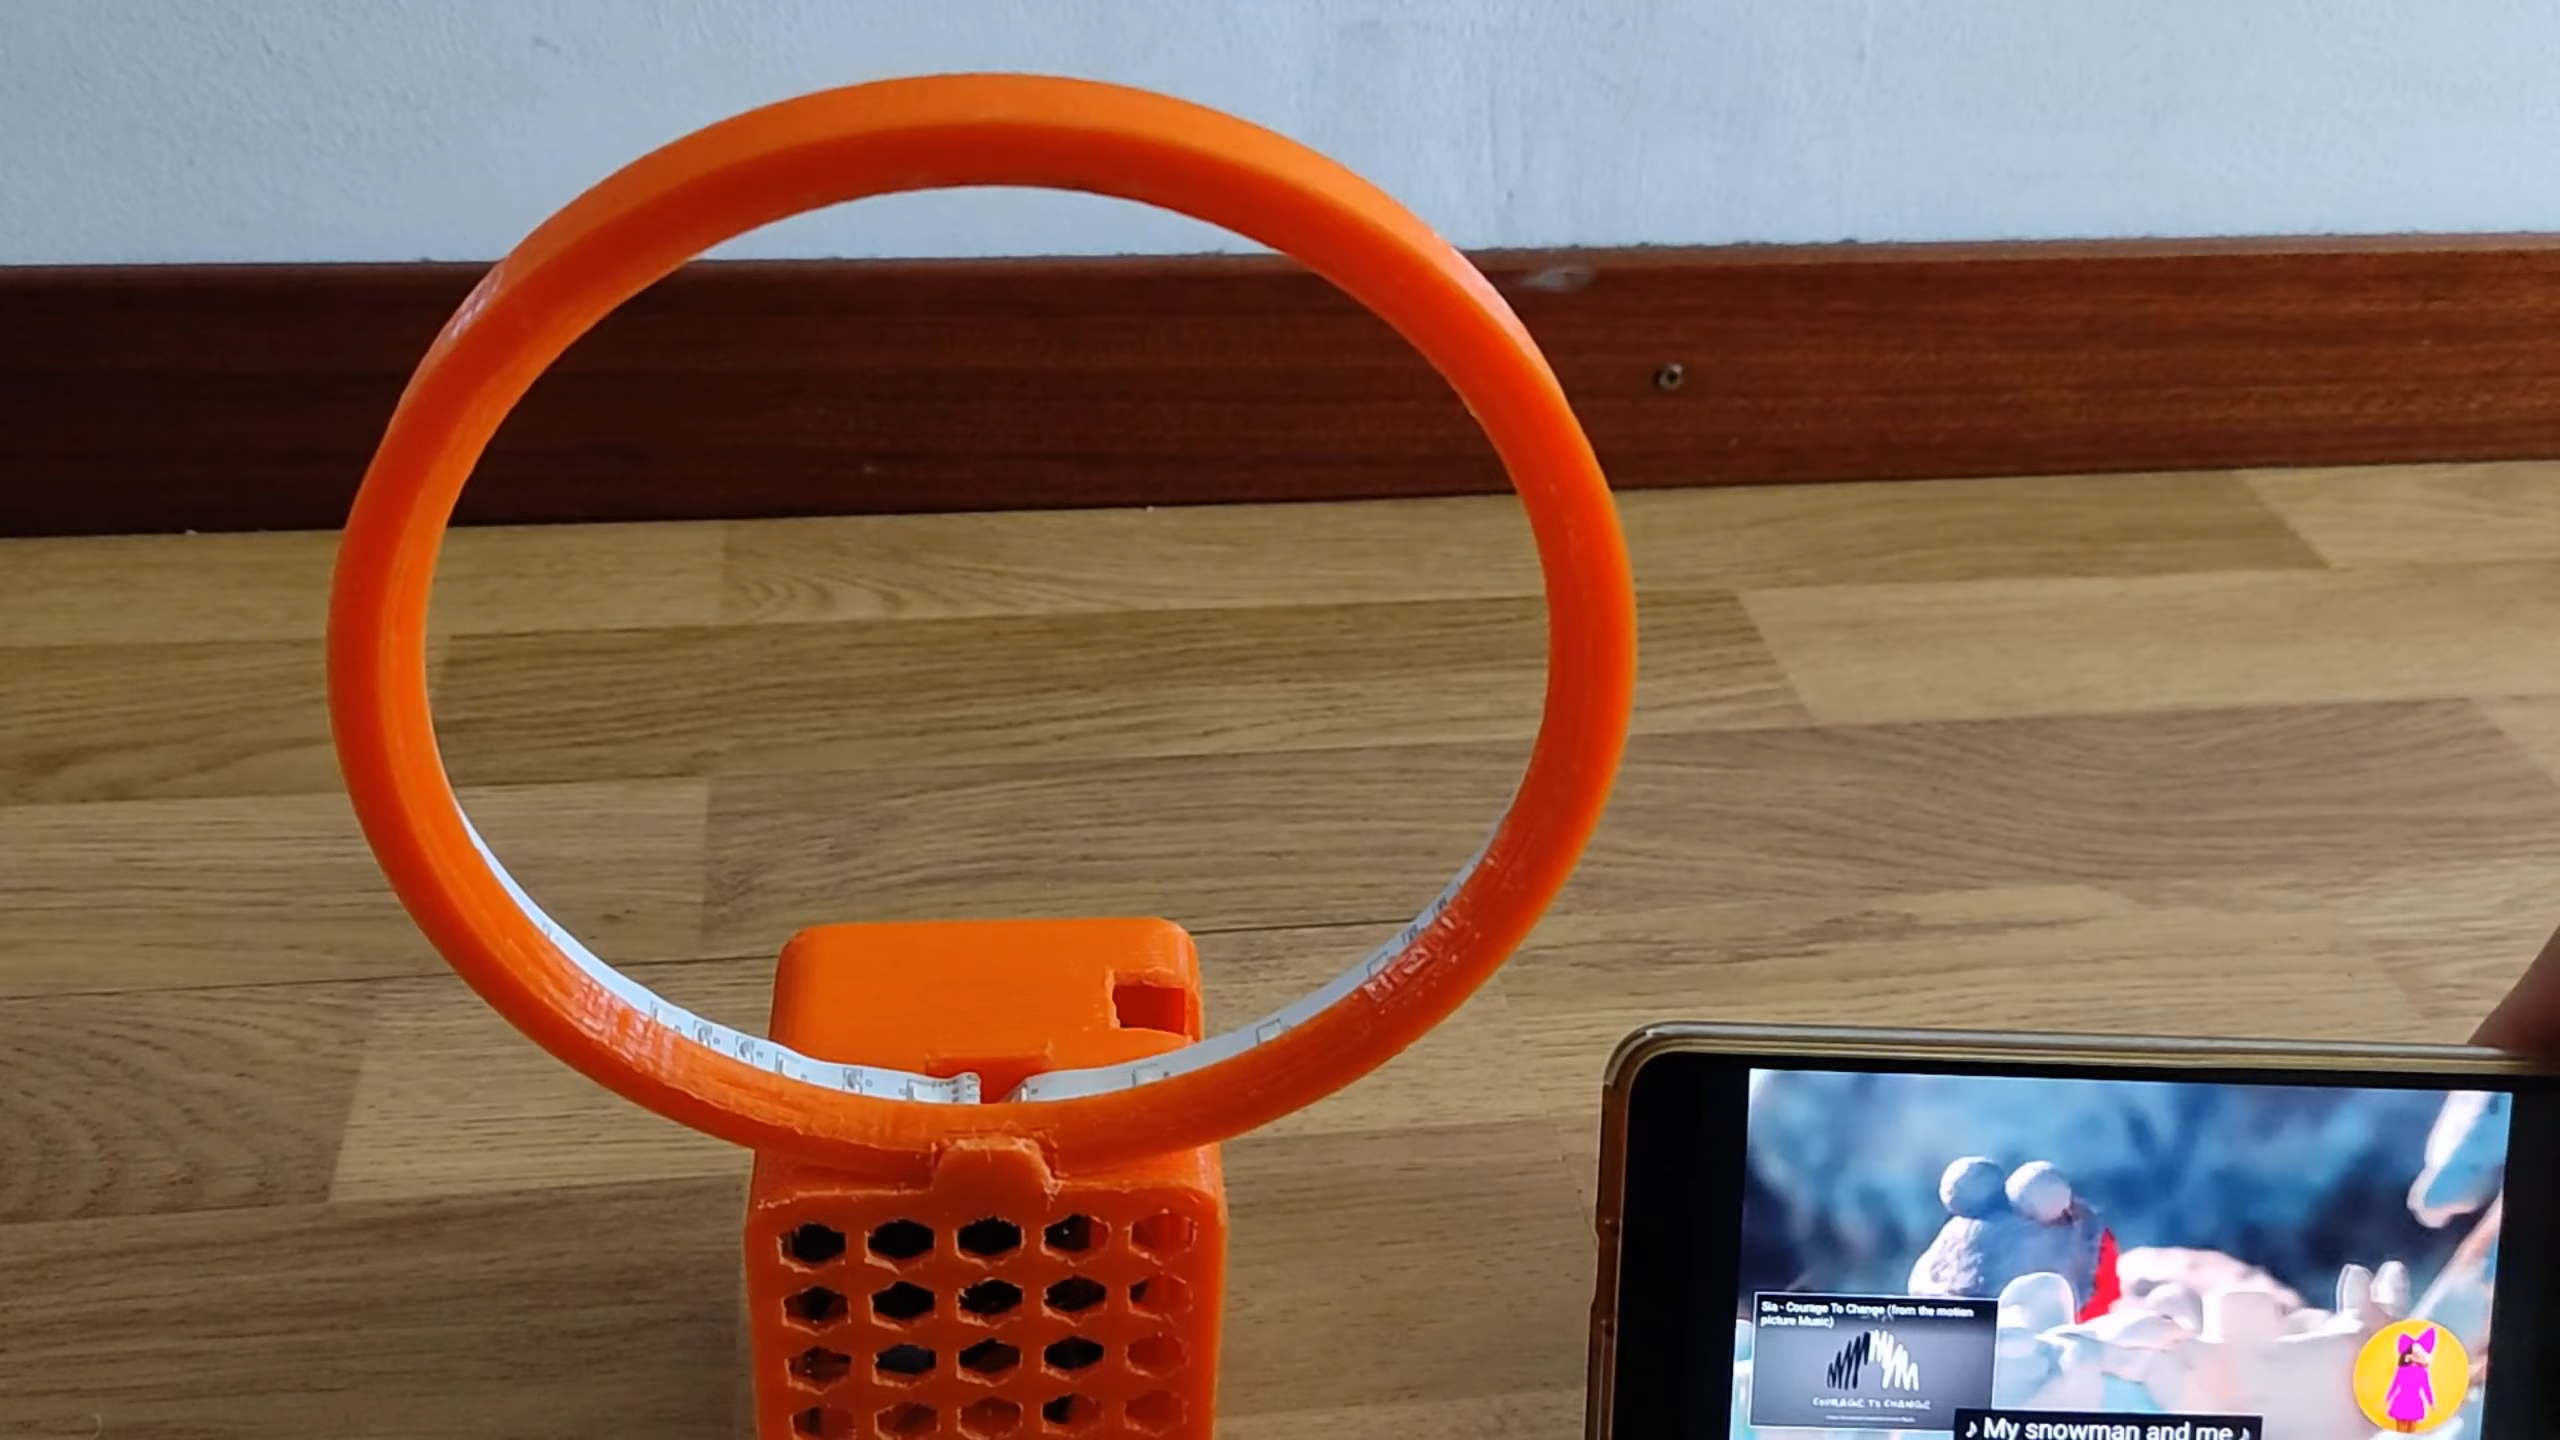 Sia - Courage To Change (from the motion
picture Music)
COURAGE TO CHANGE
♪ My snowman and me ♪